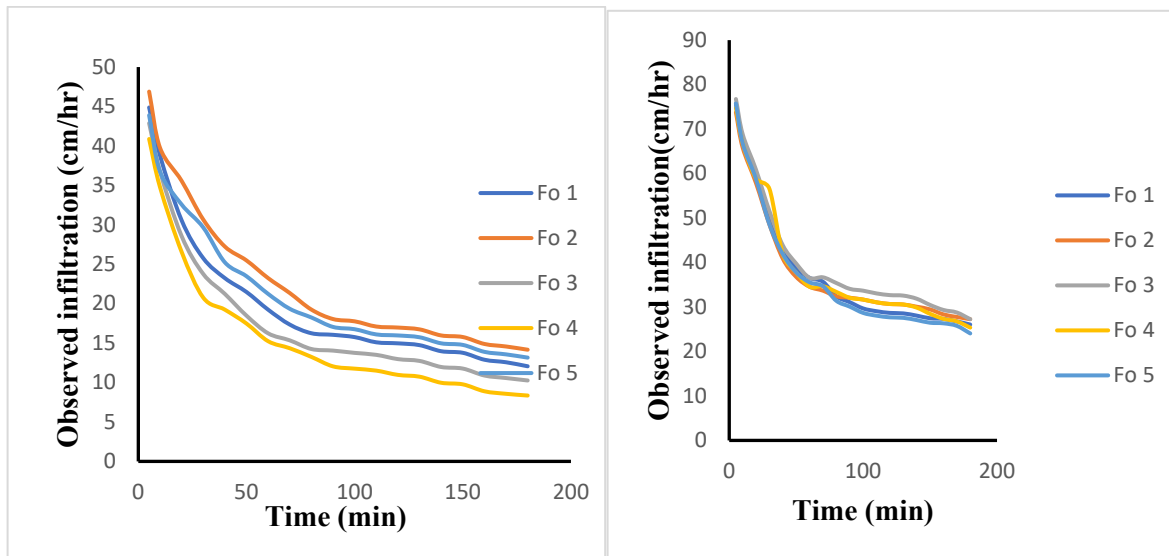 Observed infiltration (cm/hr)
50
45
40
35
30
25
20
15
10
5
0
0
50
100
150
200
Time (min)
Fo 1
Fo 2
Fo 3
Fo 4
Fo 5
Observed infiltration(cm/hr)
90
80
70
60
50
40
30
20
10
0
0
100
200
Time (min)
Fo 1
Fo 2
Fo 3
Fo 4
Fo 5